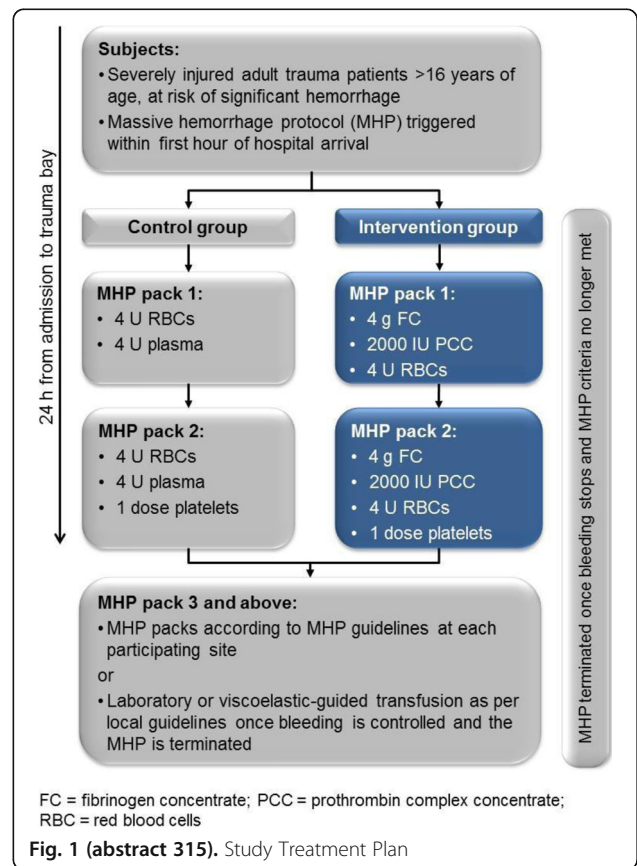 Subjects:
•Severely injured adult trauma patients >16 years of
age, at risk of significant hemorrhage
•Massive hemorrhage protocol (MHP) triggered
within first hour of hospital arrival
24 h from admission to trauma bay
Control group
Intervention group
MHP pack 1:
• 4 U RBCs
• 4 U plasma
MHP pack 1:
• 4 g FC
• 2000 IU PCC
• 4 U RBCs
MHP pack 2:
• 4 U RBCs
• 4 U plasma
• 1 dose platelets
MHP pack 2:
• 4 g FC
• 2000 IU PCC
• 4 U RBCs
• 1 dose platelets
MHP terminated once bleeding stops and MHP criteria no longer met
MHP pack 3 and above:
•MHP packs according to MHP guidelines at each
participating site
or
•Laboratory or viscoelastic-guided transfusion as per
local guidelines once bleeding is controlled and the
MHP is terminated
FC = fibrinogen concentrate; PCC = prothrombin complex concentrate;
RBC = red blood cells
Fig. 1 (abstract 315). Study Treatment Plan